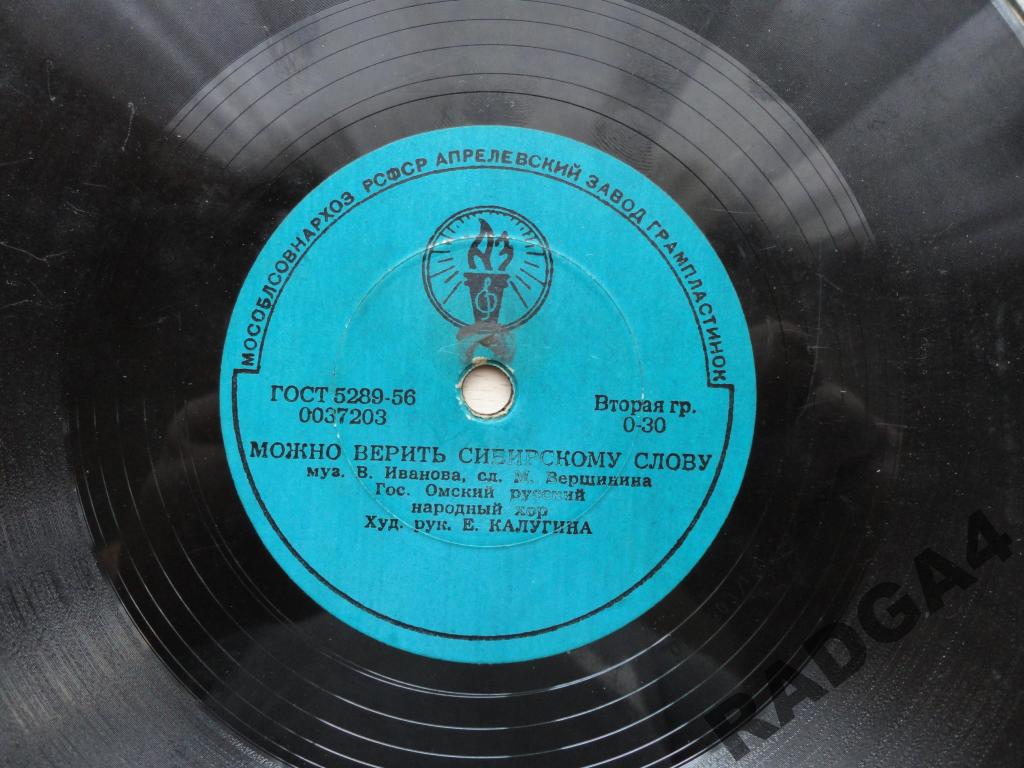 МОСОБЛСОВНАРХОЗ РСФСР АПРЕЛЕВСКИЙ ЗАВОД ГРАМПЛАСТИНОК
АЗ
ГОСТ 5289-56
0037203
Вторая гр.
0-30
МОЖНО ВЕРИТЬ СИБИРСКОМУ СЛОВУ
муз. В. Иванова, сл. М. Вершинина
Гос. Омский русский
народный хор
Худ. рук. Е. КАЛУГИНА
RADGA4